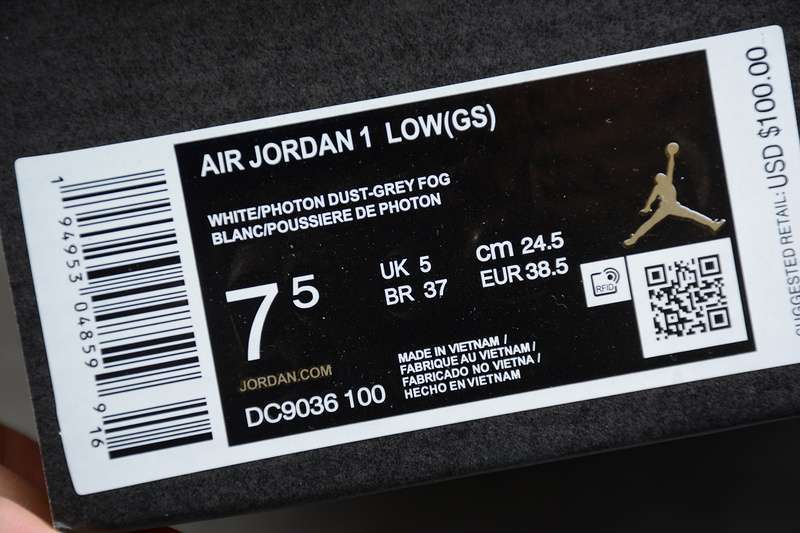 AIR JORDAN 1 LOW(GS)
WHITE/PHOTON DUST-GREY FOG
BLANC/POUSSIERE DE PHOTON
7 5
UK 5
BR 37
cm 24.5
EUR 38.5
RFID
JORDAN.COM
DC9036 100
MADE IN VIETNAM /
FABRIQUE AU VIETNAM /
FABRICADO NO VIETNA /
HECHO EN VIETNAM
1 94953 04859 916
SUGGESTED RETAIL: USD $100.00